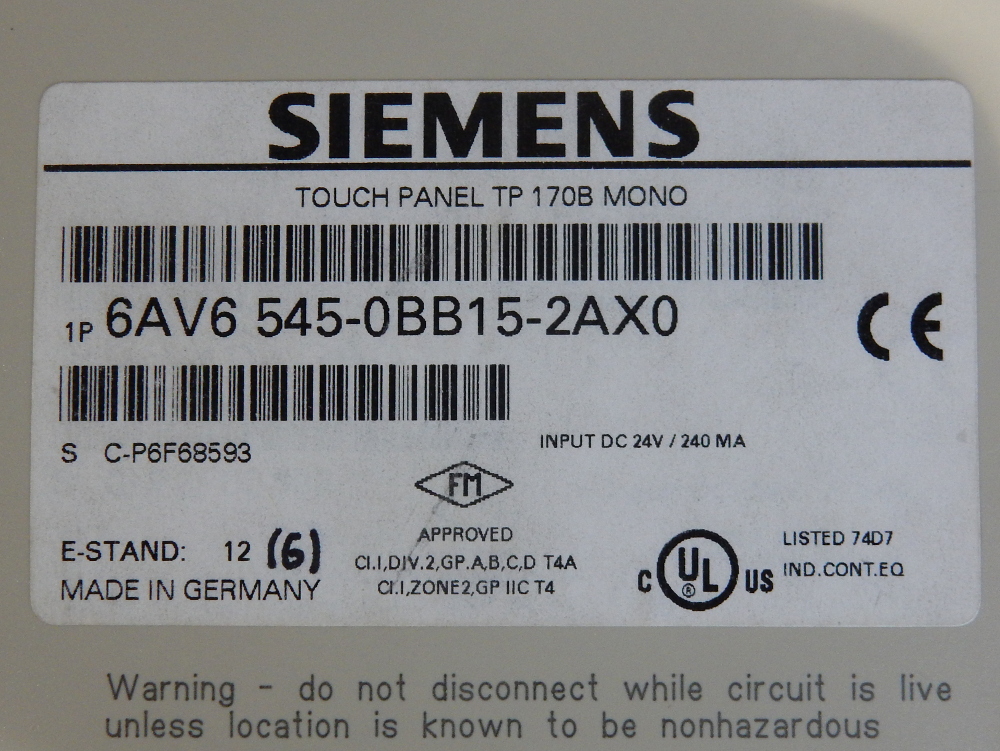 SIEMENS
TOUCH PANEL TP 170B MONO
1P 6AV6 545-0BB15-2AX0
CE
S C-P6F68593
INPUT DC 24V / 240 MA
FM
APPROVED
CI.I,DIV.2,GP.A,B,C,D T4A
CI.I,ZONE2,GP IIC T4
E-STAND: 12 (6)
MADE IN GERMANY
C UL ® US
LISTED 74D7
IND.CONT.EQ
Warning - do not disconnect while circuit is live
unless location is known to be nonhazardous